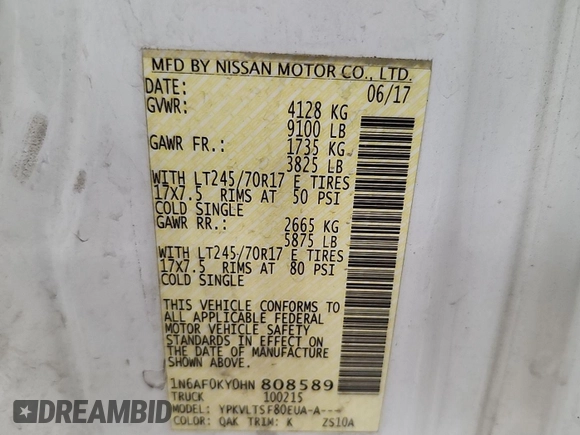 MFD BY NISSAN MOTOR CO., LTD.
DATE: 06/17
GVWR: 4128 KG
9100 LB
GAWR FR.: 1735 KG
3825 LB
WITH LT245/70R17 E TIRES
17X7.5 RIMS AT 50 PSI
COLD SINGLE
GAWR RR.: 2665 KG
5875 LB
WITH LT245/70R17 E TIRES
17X7.5 RIMS AT 80 PSI
COLD SINGLE
THIS VEHICLE CONFORMS TO
ALL APPLICABLE FEDERAL
MOTOR VEHICLE SAFETY
STANDARDS IN EFFECT ON
THE DATE OF MANUFACTURE
SHOWN ABOVE.
1N6AF0KY0HN 808589
TRUCK 100215
MODEL: YPKVLTSF80EUA-A---
COLOR: QAK TRIM: K ZS10A
DREAMBID.COM